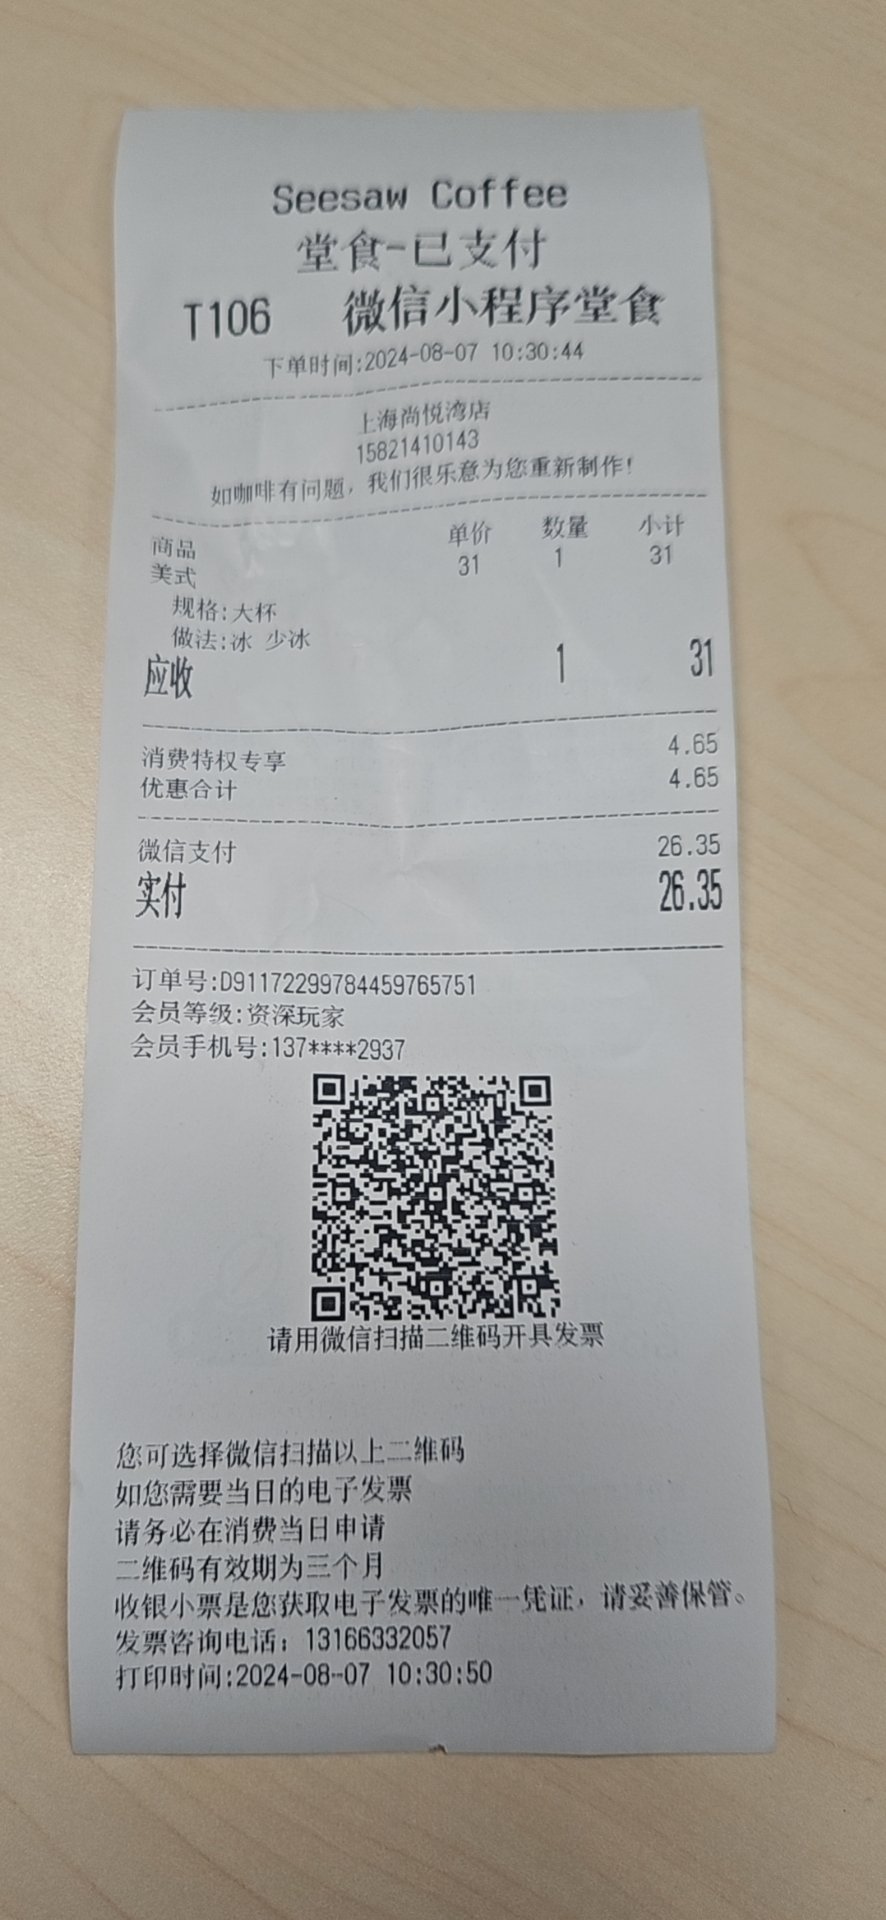 Seesaw Coffee
堂食-已支付
T106 微信小程序堂食
下单时间:2024-08-07 10:30:44
上海尚悦湾店
15821410143
如咖啡有问题，我们很乐意为您重新制作！
商品 单价 数量 小计
美式 31 1 31
规格:大杯
做法:冰 少冰
应收 1 31
消费特权专享 4.65
优惠合计 4.65
微信支付 26.35
实付 26.35
订单号:D911722997844459765751
会员等级:资深玩家
会员手机号:137****2937
请用微信扫描二维码开具发票
您可选择微信扫描以上二维码
如您需要当日的电子发票
请务必在消费当日申请
二维码有效期为三个月
收银小票是您获取电子发票的唯一凭证，请妥善保管。
发票咨询电话：13166332057
打印时间:2024-08-07 10:30:50